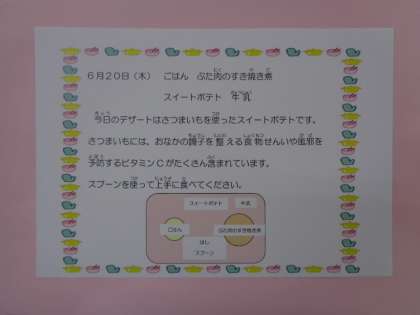 ６月２０日（木）　ごはん　ぶた肉のすき焼き煮
スイートポテト　牛乳
今日のデザートはさつまいもを使ったスイートポテトです。
さつまいもには、おなかの調子を整える食物せんいや風邪を
予防するビタミンＣがたくさん含まれています。
スプーンを使って上手に食べてください。
スイートポテト　牛乳
ごはん　ぶた肉のすき焼き煮
はし
スプーン